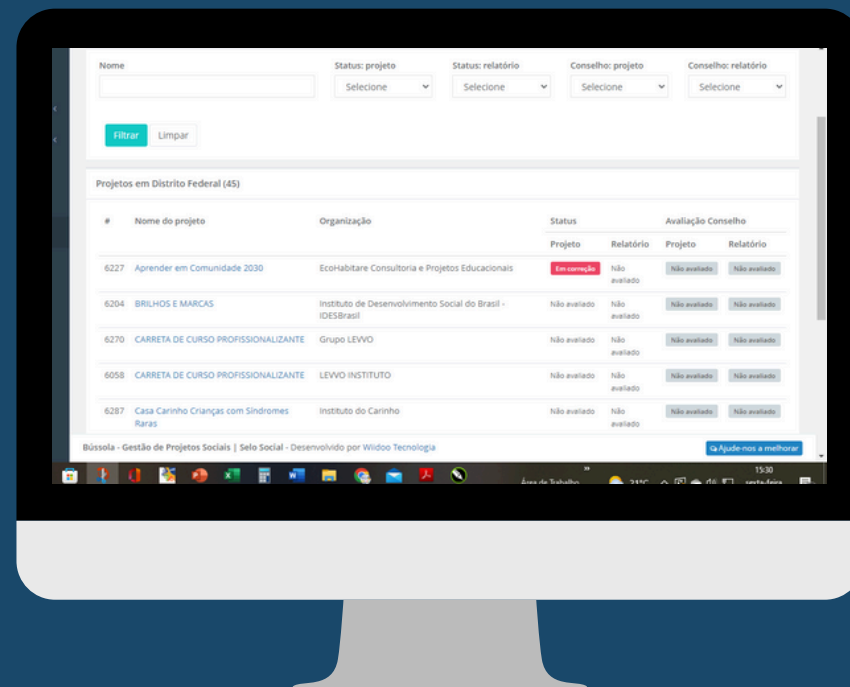 Nome Status: projeto Status: relatório Conselho: projeto Conselho: relatório
Selecione Selecione Selecione Selecione
Filtrar Limpar
Projetos em Distrito Federal (45)
# Nome do projeto Organização Status Avaliação Conselho
Projeto Relatório Projeto Relatório
6227 Aprender em Comunidade 2030 EcoHabitare Consultoria e Projetos Educacionais Em correção Não Não avaliado Não avaliado
avaliado
6204 BRILHOS E MARCAS Instituto de Desenvolvimento Social do Brasil - Não avaliado Não Não avaliado Não avaliado
IDESBrasil avaliado
6270 CARRETA DE CURSO PROFISSIONALIZANTE Grupo LEVVO Não avaliado Não Não avaliado Não avaliado
avaliado
6058 CARRETA DE CURSO PROFISSIONALIZANTE LEVVO INSTITUTO Não avaliado Não Não avaliado Não avaliado
avaliado
6287 Casa Carinho Crianças com Síndromes Instituto do Carinho Não avaliado Não Não avaliado Não avaliado
Raras avaliado
Bússola - Gestão de Projetos Sociais | Selo Social - Desenvolvido por Wiidoo Tecnologia Ajude-nos a melhorar
Área de Trabalho 31°C 15:30
sexta-feira